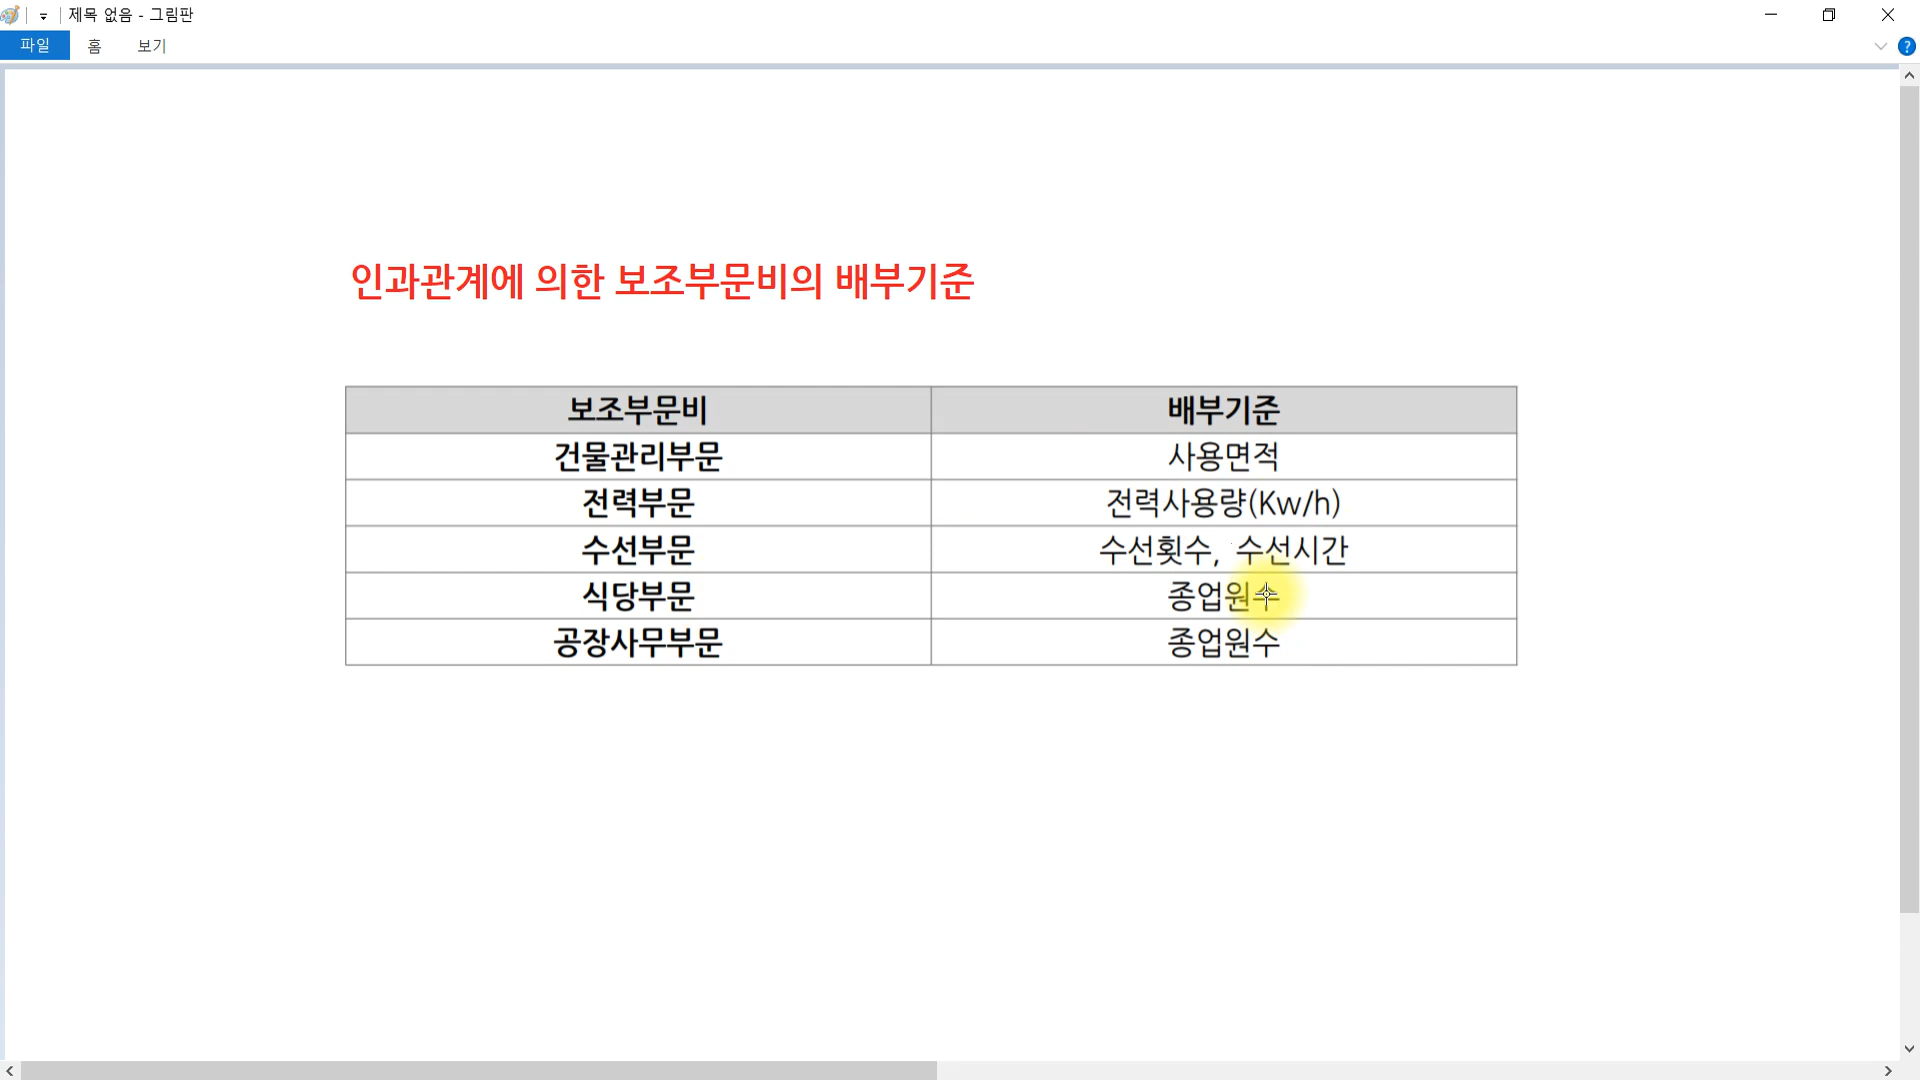 제목 없음 - 그림판
파일 홈 보기
?
인과관계에 의한 보조부문비의 배부기준
보조부문비 배부기준
건물관리부문 사용면적
전력부문 전력사용량(Kw/h)
수선부문 수선횟수, 수선시간
식당부문 종업원수
공장사무부문 종업원수